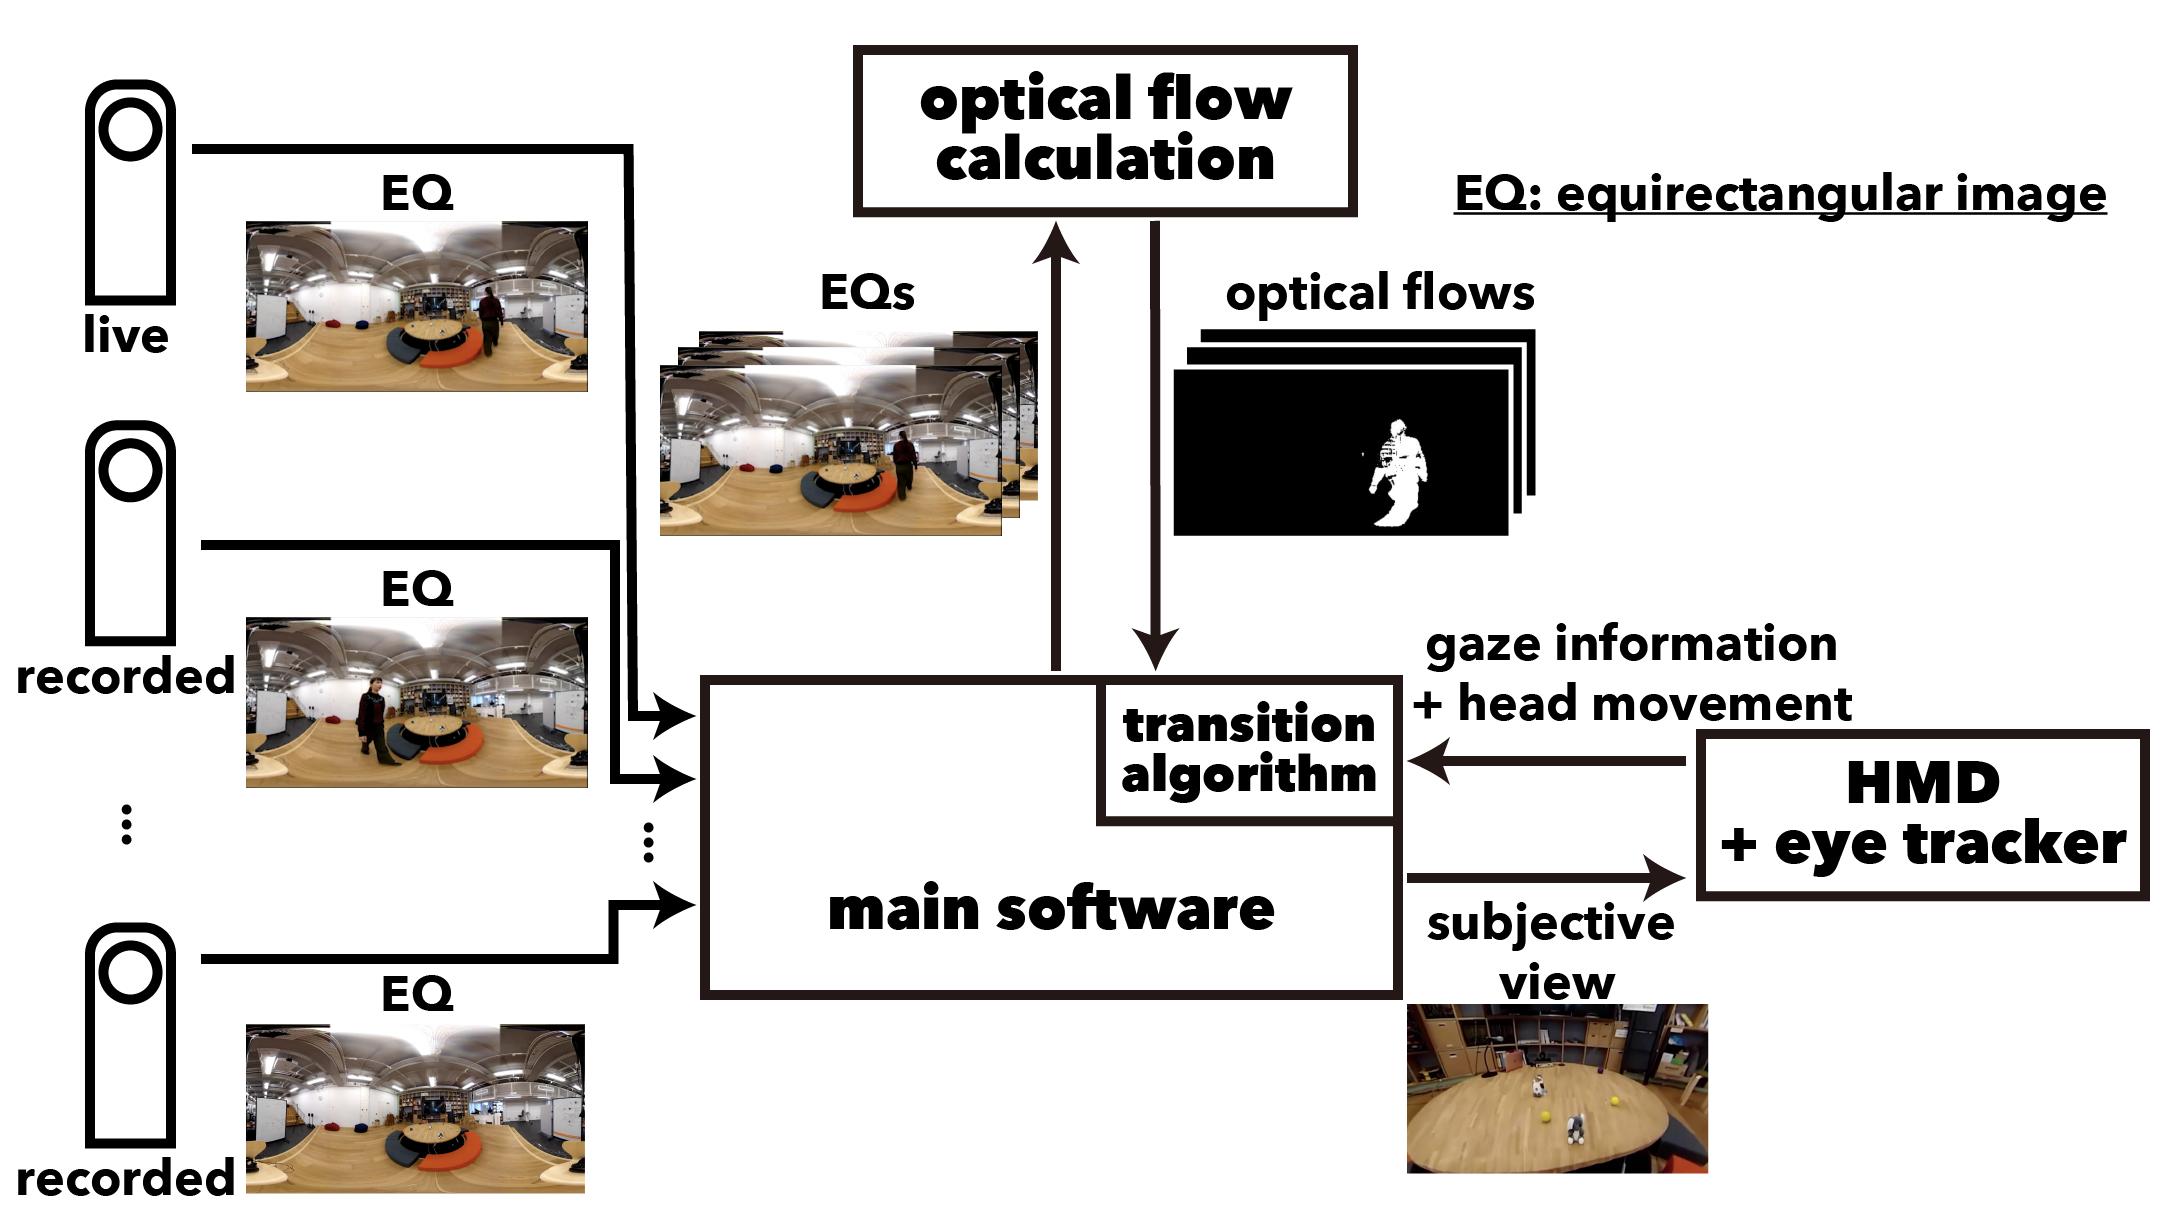 optical flow
calculation
EQ: equirectangular image
live
EQ
EQs
optical flows
recorded
EQ
gaze information
+ head movement
transition
algorithm
HMD
+ eye tracker
main software
subjective
view
recorded
EQ